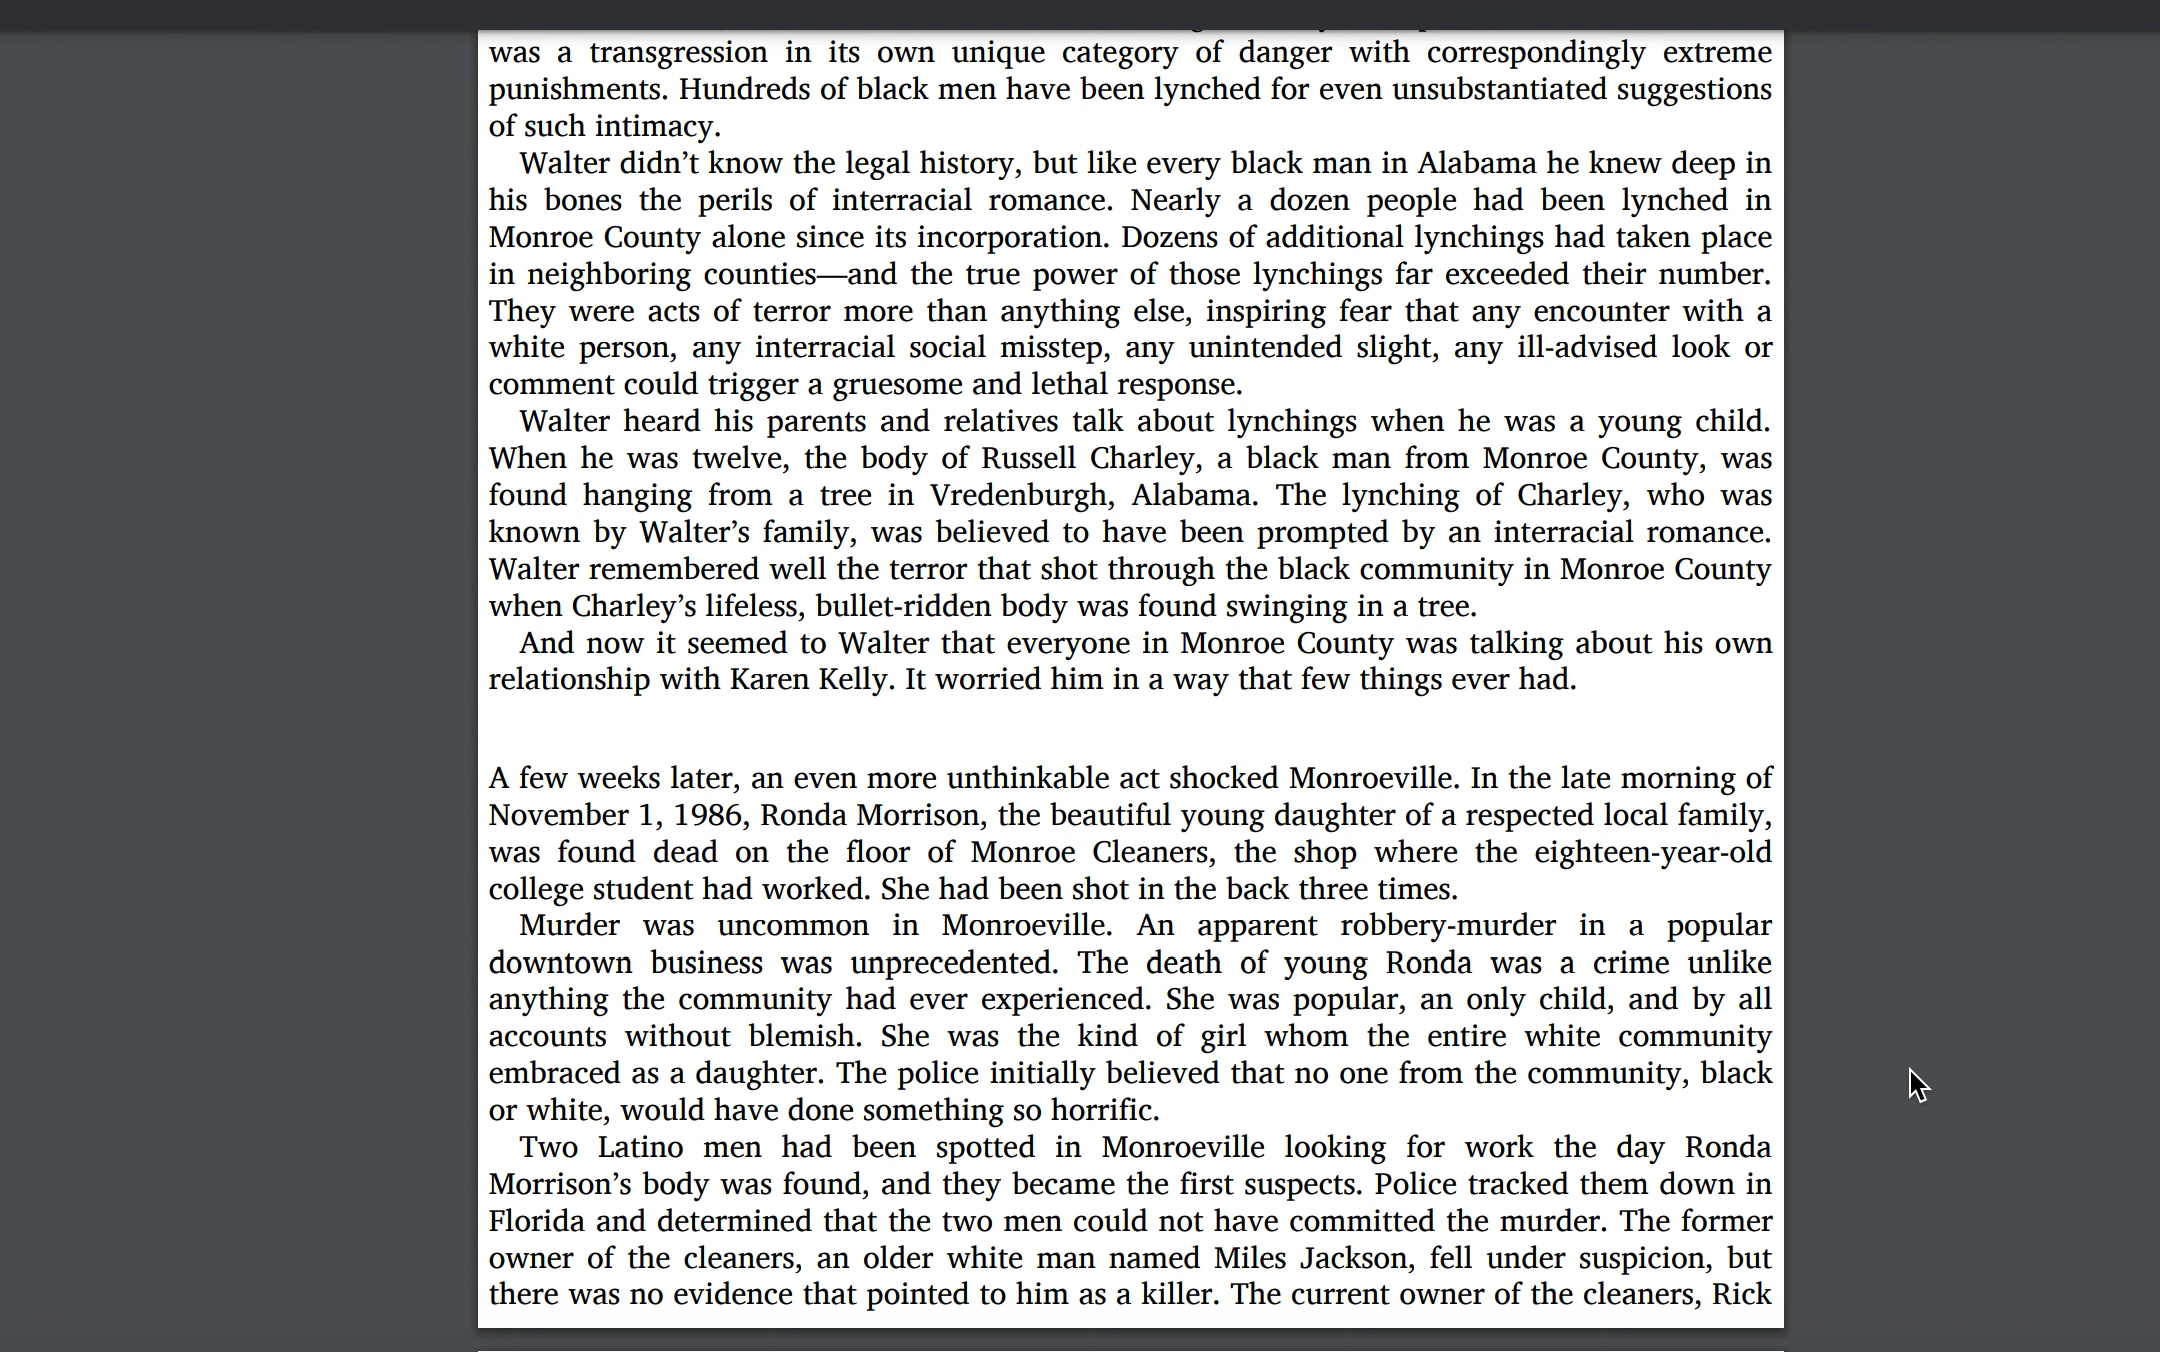 was a transgression in its own unique category of danger with correspondingly extreme
punishments. Hundreds of black men have been lynched for even unsubstantiated suggestions
of such intimacy.
Walter didn’t know the legal history, but like every black man in Alabama he knew deep in
his bones the perils of interracial romance. Nearly a dozen people had been lynched in
Monroe County alone since its incorporation. Dozens of additional lynchings had taken place
in neighboring counties—and the true power of those lynchings far exceeded their number.
They were acts of terror more than anything else, inspiring fear that any encounter with a
white person, any interracial social misstep, any unintended slight, any ill-advised look or
comment could trigger a gruesome and lethal response.
Walter heard his parents and relatives talk about lynchings when he was a young child.
When he was twelve, the body of Russell Charley, a black man from Monroe County, was
found hanging from a tree in Vredenburgh, Alabama. The lynching of Charley, who was
known by Walter’s family, was believed to have been prompted by an interracial romance.
Walter remembered well the terror that shot through the black community in Monroe County
when Charley’s lifeless, bullet-ridden body was found swinging in a tree.
And now it seemed to Walter that everyone in Monroe County was talking about his own
relationship with Karen Kelly. It worried him in a way that few things ever had.
A few weeks later, an even more unthinkable act shocked Monroeville. In the late morning of
November 1, 1986, Ronda Morrison, the beautiful young daughter of a respected local family,
was found dead on the floor of Monroe Cleaners, the shop where the eighteen-year-old
college student had worked. She had been shot in the back three times.
Murder was uncommon in Monroeville. An apparent robbery-murder in a popular
downtown business was unprecedented. The death of young Ronda was a crime unlike
anything the community had ever experienced. She was popular, an only child, and by all
accounts without blemish. She was the kind of girl whom the entire white community
embraced as a daughter. The police initially believed that no one from the community, black
or white, would have done something so horrific.
Two Latino men had been spotted in Monroeville looking for work the day Ronda
Morrison’s body was found, and they became the first suspects. Police tracked them down in
Florida and determined that the two men could not have committed the murder. The former
owner of the cleaners, an older white man named Miles Jackson, fell under suspicion, but
there was no evidence that pointed to him as a killer. The current owner of the cleaners, Rick